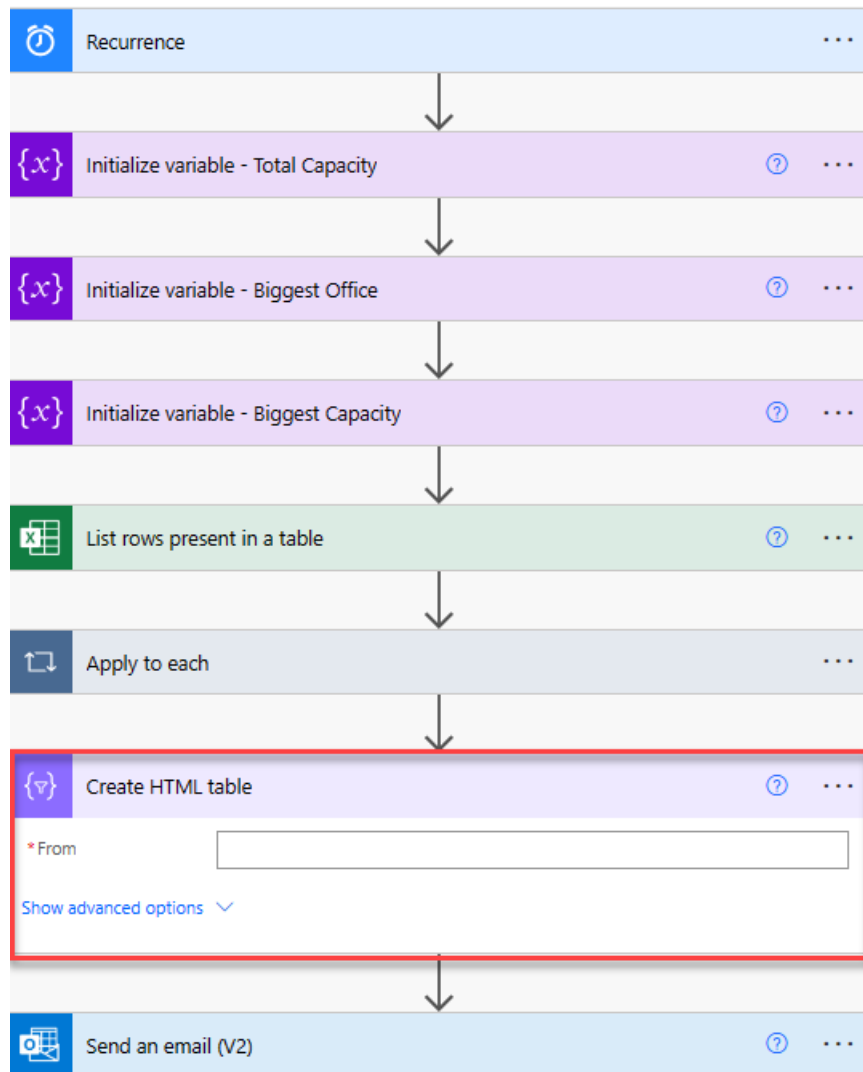 Recurrence
{x} Initialize variable - Total Capacity
{x} Initialize variable - Biggest Office
{x} Initialize variable - Biggest Capacity
List rows present in a table
Apply to each
Create HTML table
*From
Show advanced options
Send an email (V2)